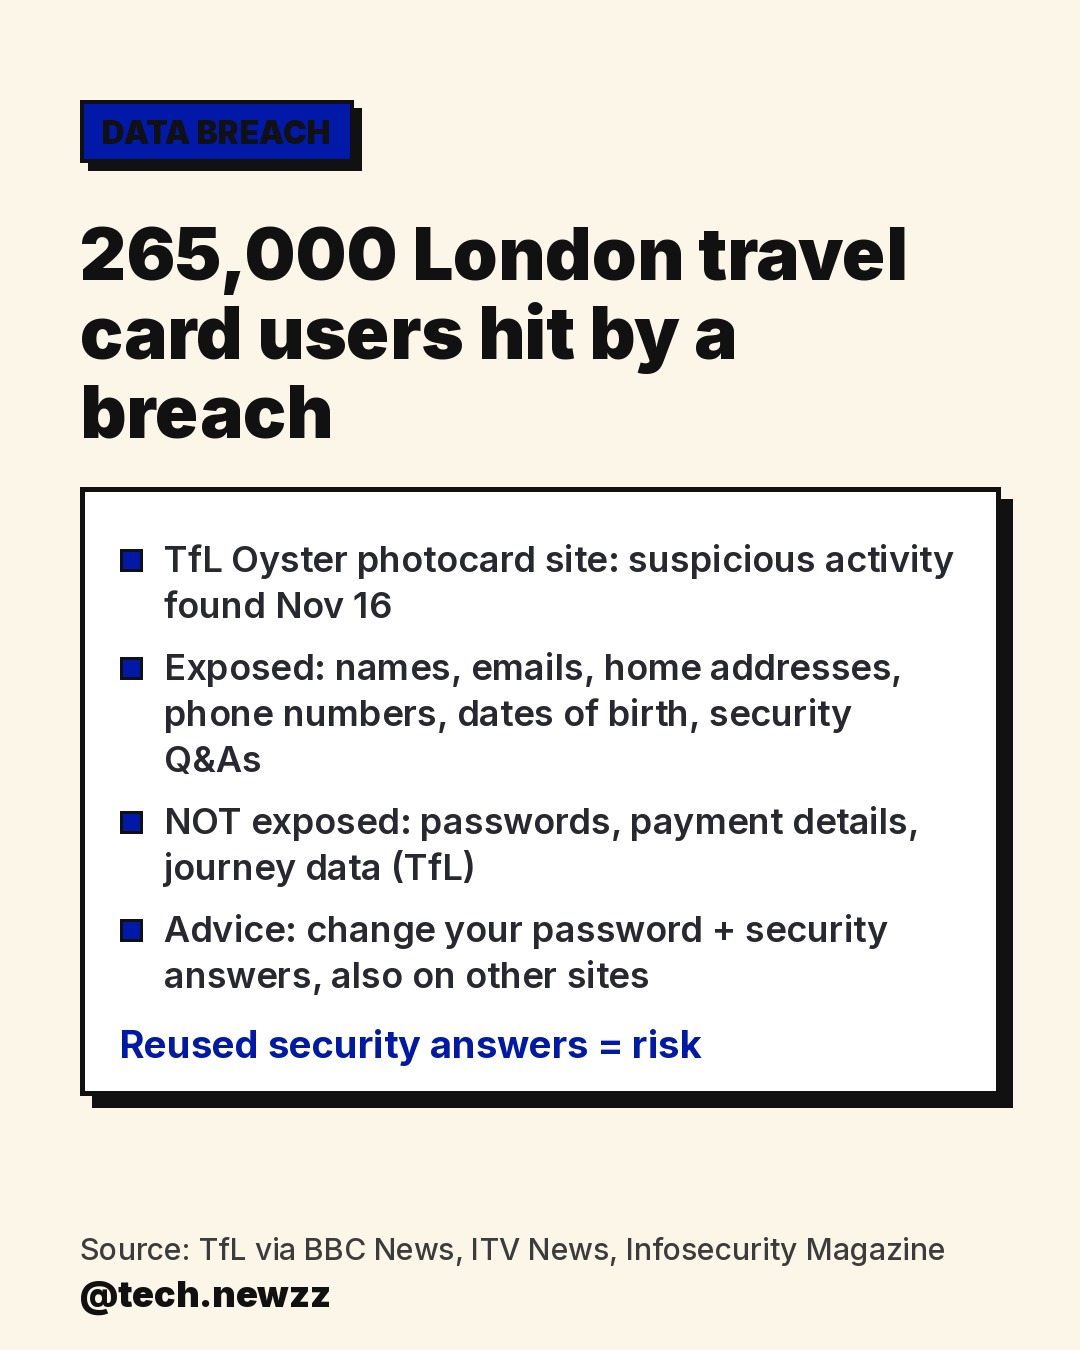 DATA BREACH
265,000 London travel
card users hit by a
breach
TfL Oyster photocard site: suspicious activity
found Nov 16
Exposed: names, emails, home addresses,
phone numbers, dates of birth, security
Q&As
NOT exposed: passwords, payment details,
journey data (TfL)
Advice: change your password + security
answers, also on other sites
Reused security answers = risk
Source: TfL via BBC News, ITV News, Infosecurity Magazine
@tech.newzz